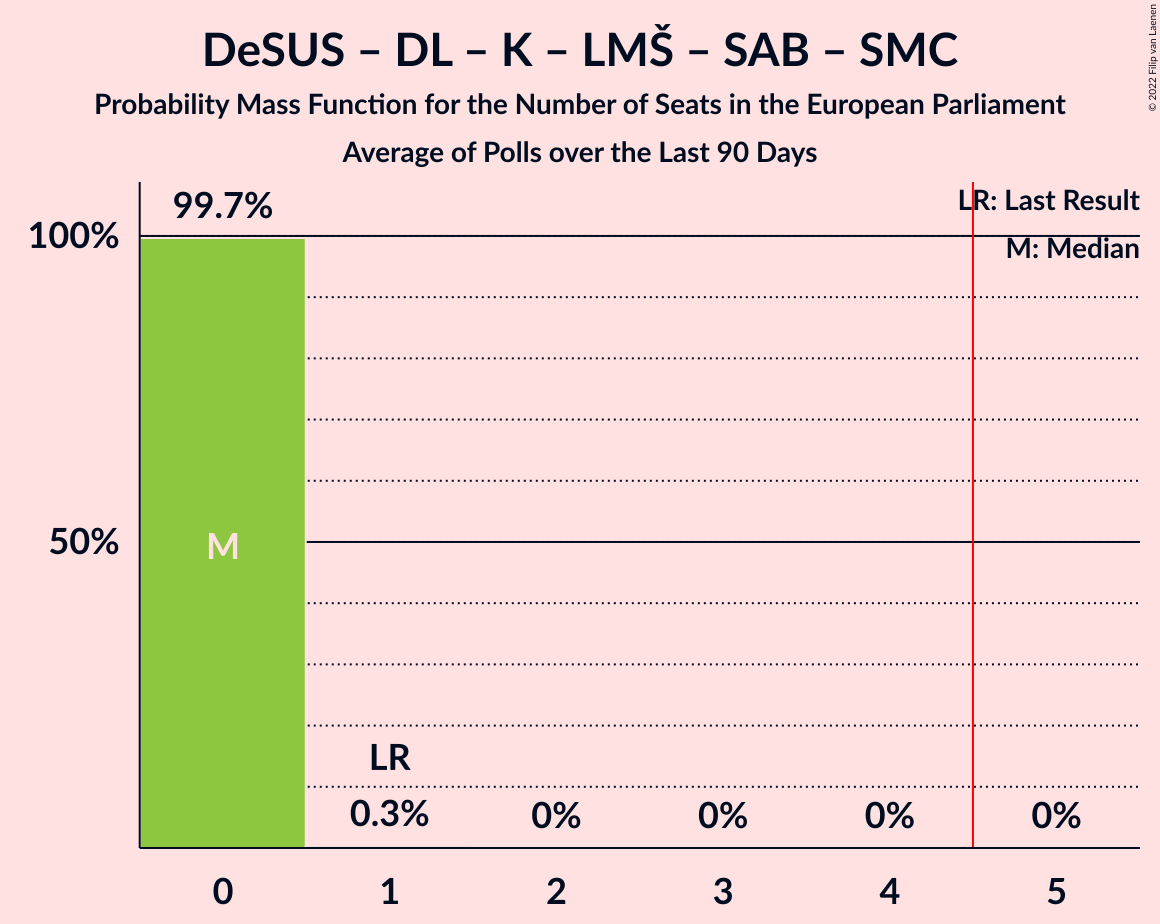 DeSUS – DL – K – LMŠ – SAB – SMC
Probability Mass Function for the Number of Seats in the European Parliament
Average of Polls over the Last 90 Days
© 2022 Filip van Laenen
LR: Last Result
M: Median
99.7%
100%
50%
M
LR
0.3%
0%
0%
0%
0%
0
1
2
3
4
5